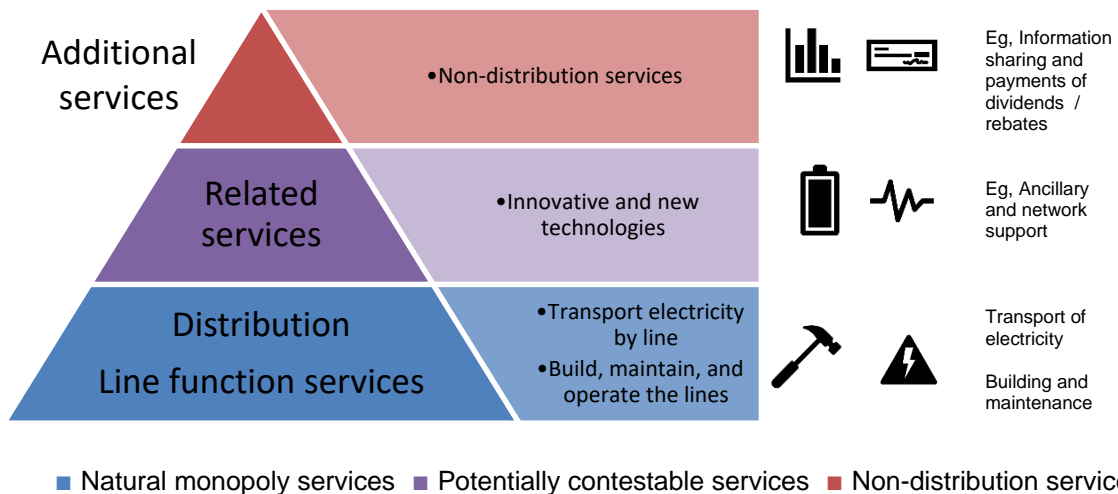 Additional
services
•Non-distribution services
Eg, Information
sharing and
payments of
dividends /
rebates
Related
services
•Innovative and new
technologies
Eg, Ancillary
and network
support
Distribution
Line function services
•Transport electricity
by line
•Build, maintain, and
operate the lines
Transport of
electricity
Building and
maintenance
■ Natural monopoly services ■ Potentially contestable services ■ Non-distribution servic